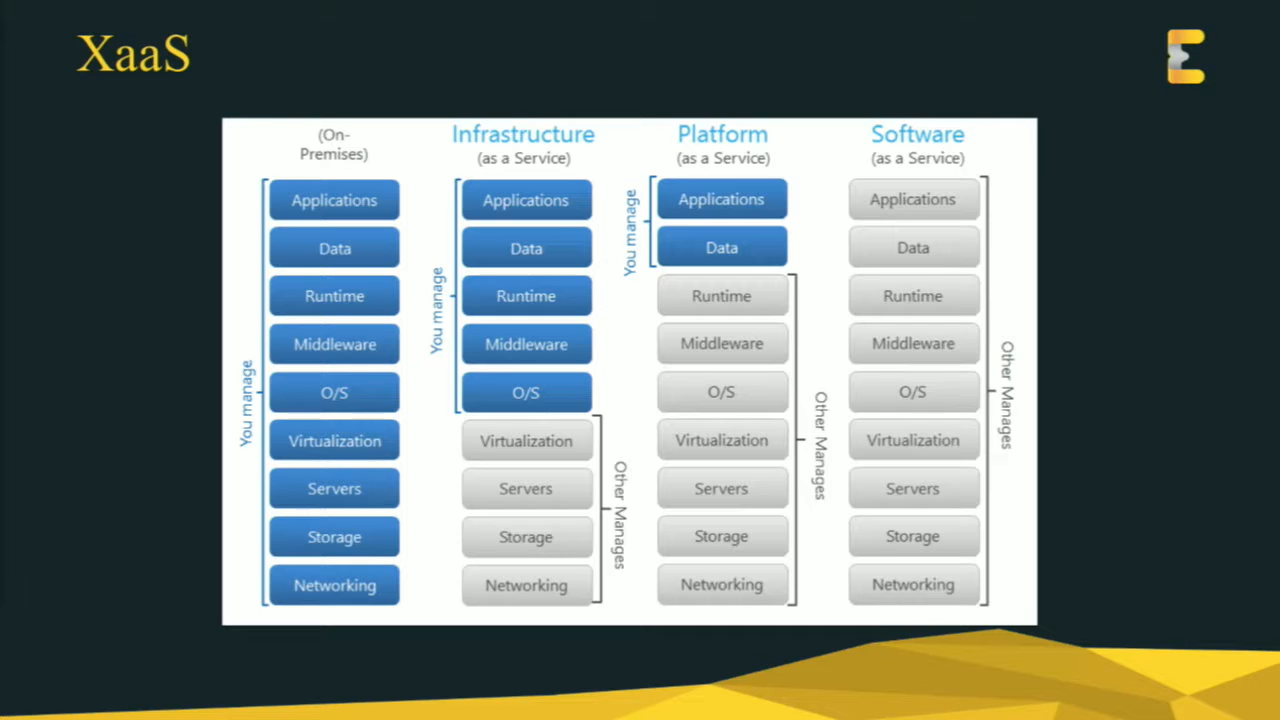 XaaS
(On-
Premises)
You manage
Applications
Data
Runtime
Middleware
O/S
Virtualization
Servers
Storage
Networking
Infrastructure
(as a Service)
You manage
Applications
Data
Runtime
Middleware
O/S
Virtualization
Servers
Storage
Networking
Other Manages
Platform
(as a Service)
You manage
Applications
Data
Runtime
Middleware
O/S
Virtualization
Servers
Storage
Networking
Other Manages
Software
(as a Service)
Applications
Data
Runtime
Middleware
O/S
Virtualization
Servers
Storage
Networking
Other Manages